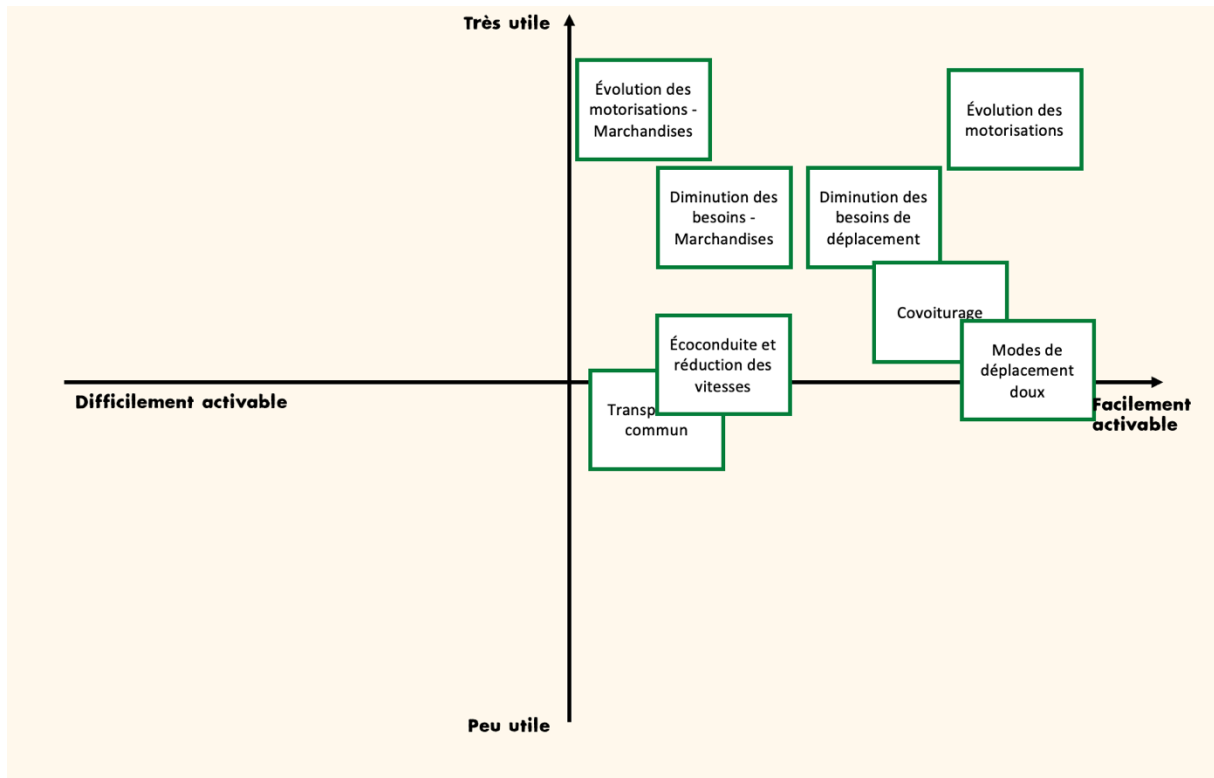 Très utile
Évolution des
motorisations -
Marchandises
Évolution des
motorisations
Diminution des
besoins -
Marchandises
Diminution des
besoins de
déplacement
Covoiturage
Écoconduite et
réduction des
vitesses
Modes de
déplacement
doux
Difficilement activable
Facilement
activable
commun
Peu utile